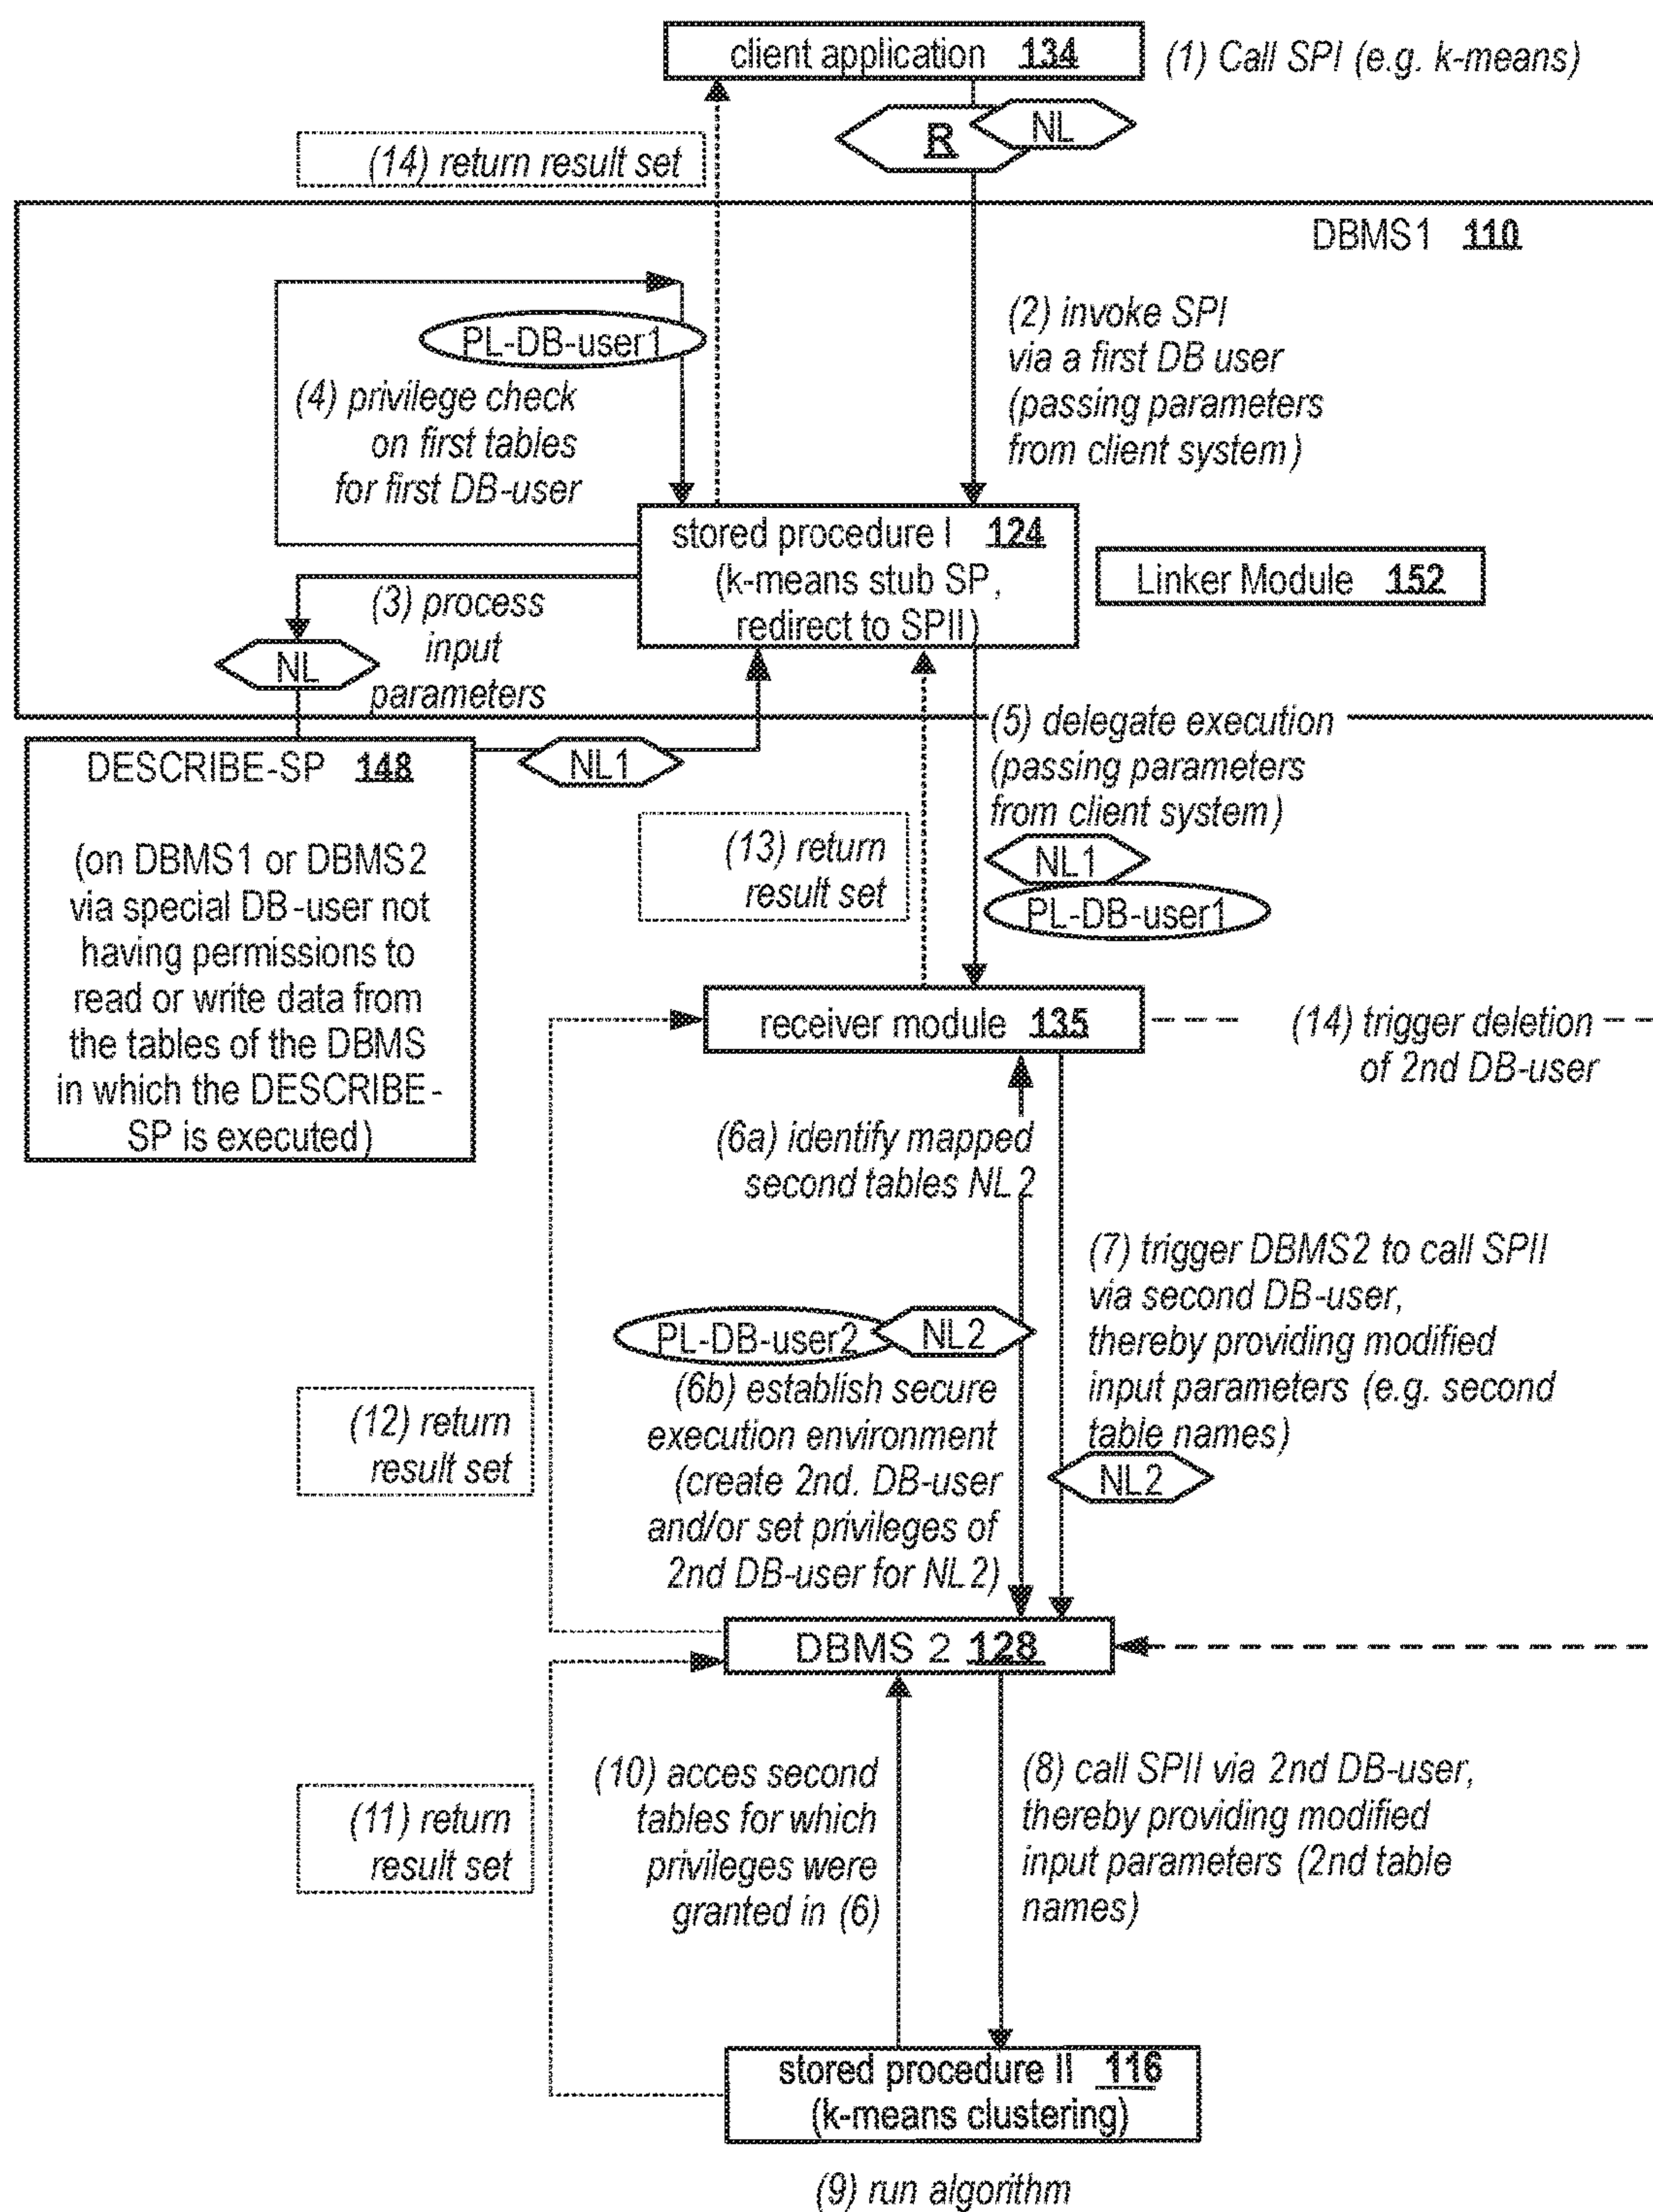 client application 134
(1) Call SPI (e.g. k-means)
R
NL
(14) return result set
DBMS1 110
PL-DB-user1
(2) invoke SPI
via a first DB user
(passing parameters
from client system)
(4) privilege check
on first tables
for first DB-user
stored procedure I 124
(k-means stub SP,
redirect to SPII)
Linker Module 152
(3) process
input
parameters
NL
DESCRIBE-SP 148
(on DBMS1 or DBMS2
via special DB-user not
having permissions to
read or write data from
the tables of the DBMS
in which the DESCRIBE-
SP is executed)
NL1
(5) delegate execution
(passing parameters
from client system)
(13) return
result set
NL1
PL-DB-user1
receiver module 135
(14) trigger deletion
of 2nd DB-user
(6a) identify mapped
second tables NL2
(7) trigger DBMS2 to call SPII
via second DB-user,
thereby providing modified
input parameters (e.g. second
table names)
PL-DB-user2
NL2
(6b) establish secure
execution environment
(create 2nd. DB-user
and/or set privileges of
2nd DB-user for NL2)
NL2
(12) return
result set
DBMS 2 128
(10) acces second
tables for which
privileges were
granted in (6)
(8) call SPII via 2nd DB-user,
thereby providing modified
input parameters (2nd table
names)
(11) return
result set
stored procedure II 116
(k-means clustering)
(9) run algorithm